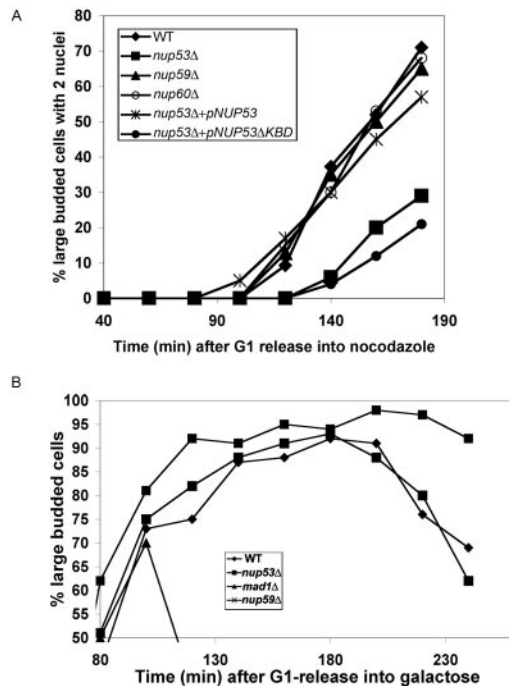 A
% large budded cells with 2 nuclei
80
70
60
50
40
30
20
10
0
WT
nup53Δ
nup59Δ
nup60Δ
nup53Δ+pNUP53
nup53Δ+pNUP53ΔKBD
40
90
140
190
Time (min) after G1 release into nocodazole
B
% large budded cells
100
95
90
85
80
75
70
65
60
55
50
WT
nup53Δ
mad1Δ
nup59Δ
80
130
180
230
Time (min) after G1-release into galactose